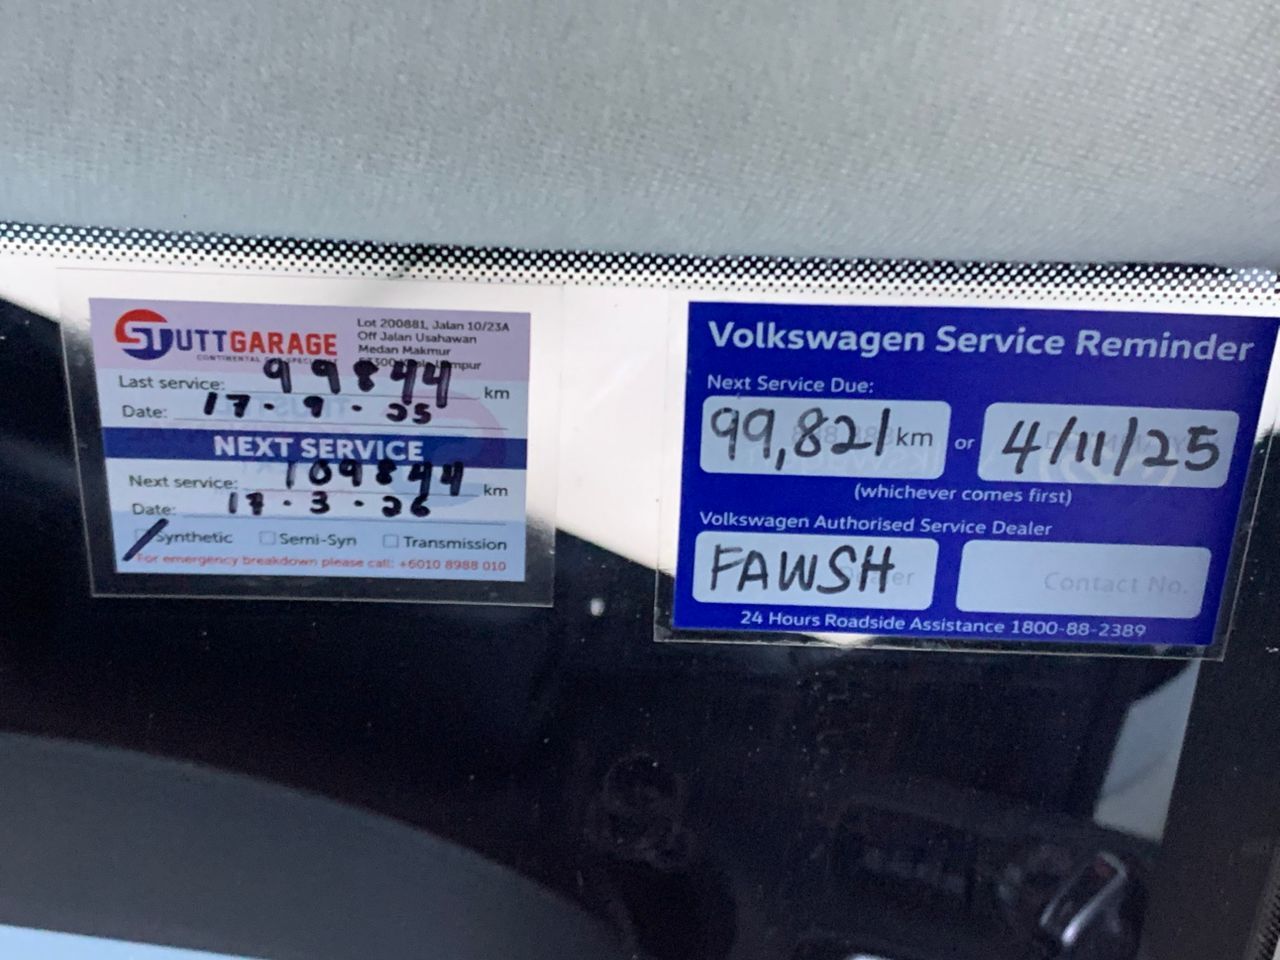 STUTTGARAGE
Lot 200881, Jalan 10/23A
Off Jalan Usahawan
Medan Makmur
Last service: 99844 km
Date: 17.9.25
NEXT SERVICE
Next service: 109844 km
Date: 17.3.26
Synthetic Semi-Syn Transmission
For emergency breakdown please call: +6010 8988 010
Volkswagen Service Reminder
Next Service Due:
99,821 km or 4/11/25
(whichever comes first)
Volkswagen Authorised Service Dealer
FAWSH Contact No.
24 Hours Roadside Assistance 1800-88-2389